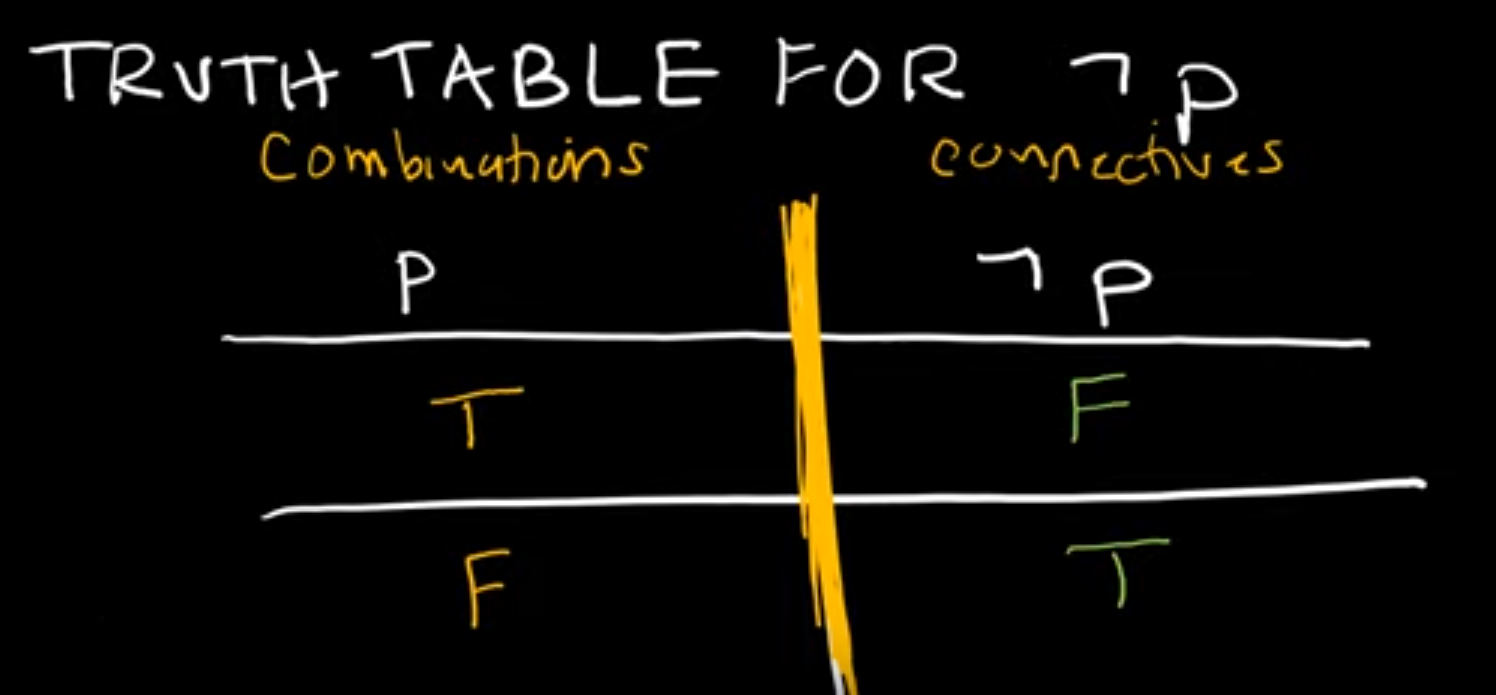 TRUTH TABLE FOR ¬p
Combinations connectives
P ¬P
T F
F T